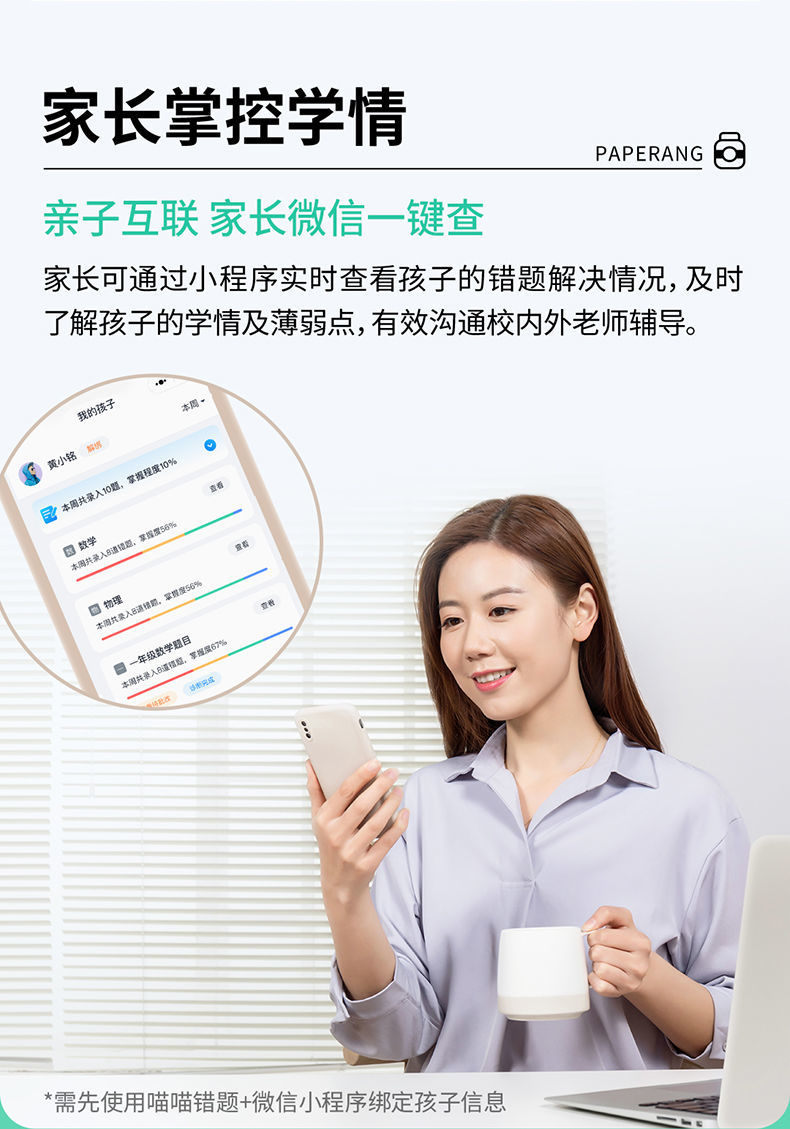 家长掌控学情
PAPERANG
亲子互联 家长微信一键查
家长可通过小程序实时查看孩子的错题解决情况，及时
了解孩子的学情及薄弱点，有效沟通校内外老师辅导。
我的孩子
本周
黄小铭 解绑
本周共录入10题，掌握程度10%
数学
查看
本周共录入8道错题，掌握度56%
物理
查看
本周共录入8道错题，掌握度56%
一年级数学题目
查看
本周共录入8道错题，掌握度67%
诊断完成
*需先使用喵喵错题+微信小程序绑定孩子信息